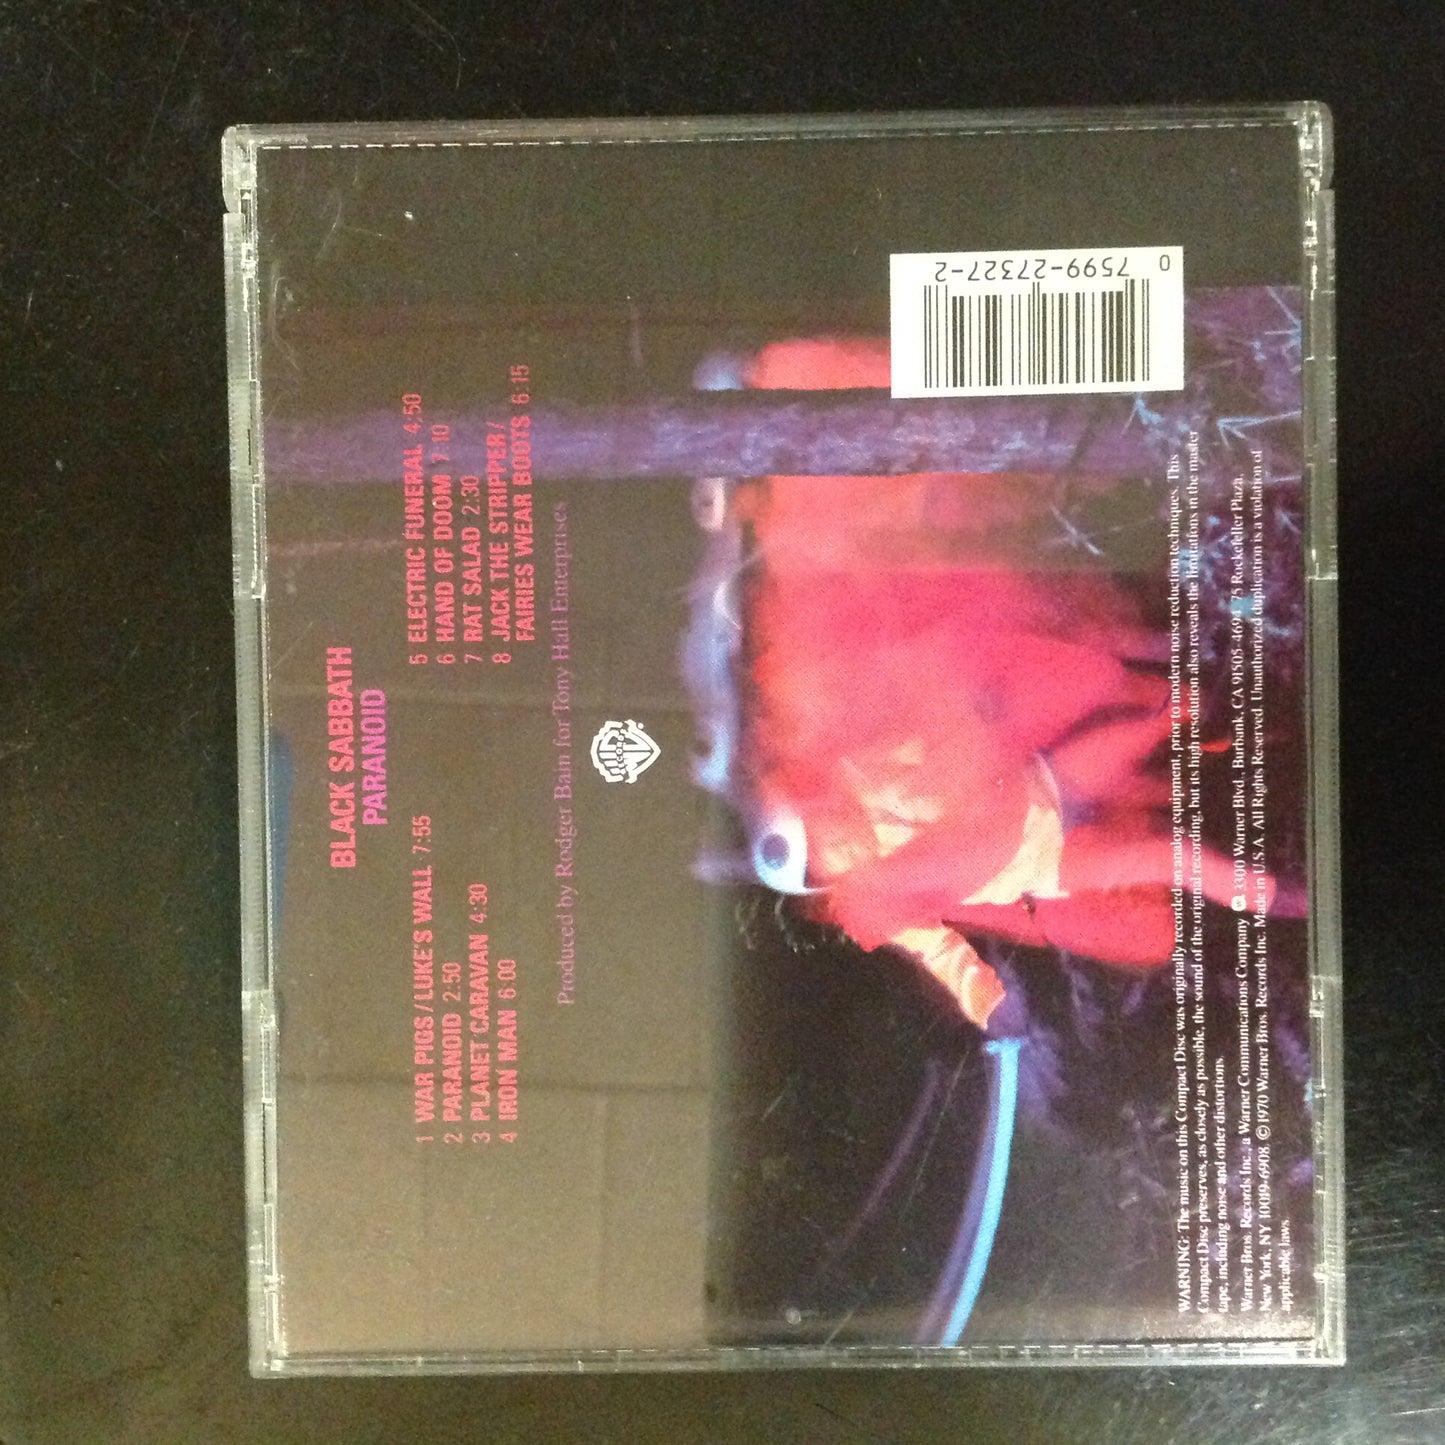 BLACK SABBATH
PARANOID
1 WAR PIGS/LUKE'S WALL 7:55
2 PARANOID 2:50
3 PLANET CARAVAN 4:30
4 IRON MAN 6:00
5 ELECTRIC FUNERAL 4:50
6 HAND OF DOOM 7:10
7 RAT SALAD 2:30
8 JACK THE STRIPPER/
FAIRIES WEAR BOOTS 6:15
Produced by Rodger Bain for Tony Hall Enterprises
WB
RECORDS
0 7599-27327-2
WARNING: The music on this Compact Disc was originally recorded on analog equipment, prior to modern noise reduction techniques. This
Compact Disc preserves, as closely as possible, the sound of the original recording, but its high resolution also reveals the limitations in the master
tape, including noise and other distortions.
Warner Bros. Records Inc., a Warner Communications Company 3300 Warner Blvd., Burbank, CA 91505-4694. 75 Rockefeller Plaza,
New York, NY 10019-6908. ©1970 Warner Bros. Records Inc. Made in U.S.A. All Rights Reserved. Unauthorized duplication is a violation of
applicable laws.